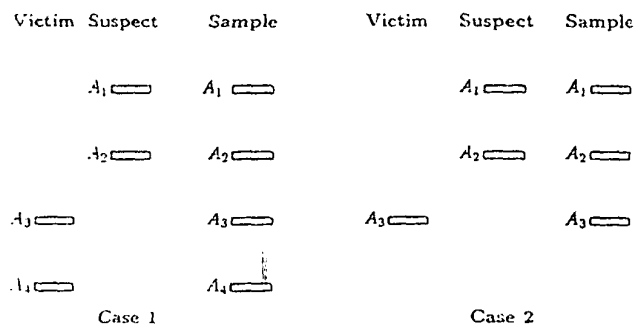 Victim Suspect Sample Victim Suspect Sample
A₁ A₁ A₁ A₁
A₂ A₂ A₂ A₂
A₃ A₃ A₃ A₃
A₄ A₄
Case 1 Case 2